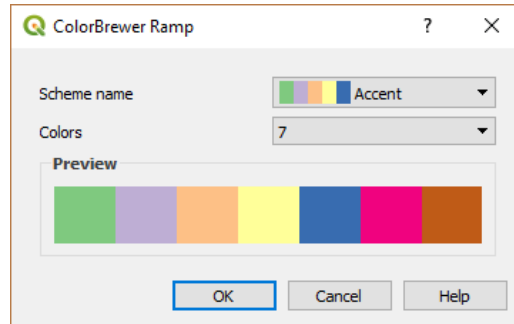 ColorBrewer Ramp ?
Scheme name Accent
Colors 7
Preview
OK Cancel Help